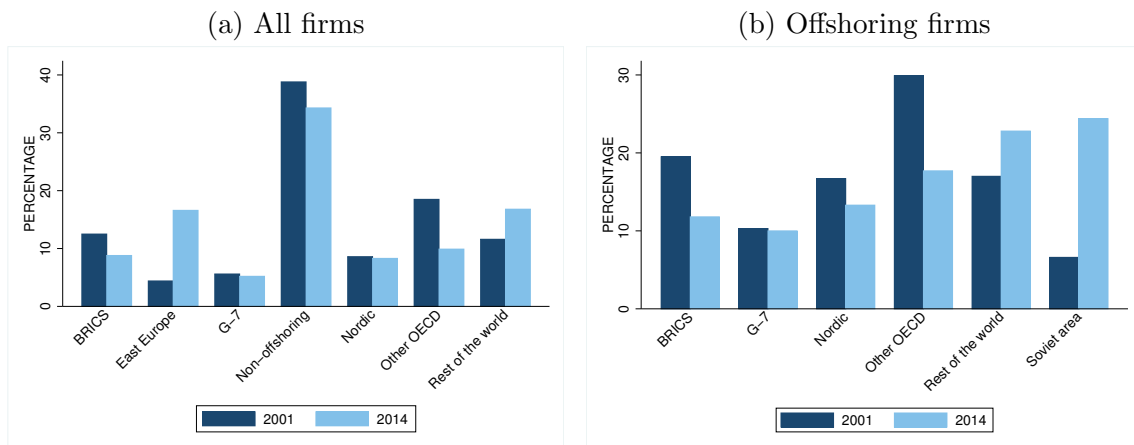 (a) All firms
PERCENTAGE
40
30
20
10
0
BRICS
East Europe
G-7
Non-offshoring
Nordic
Other OECD
Rest of the world
2001
2014
(b) Offshoring firms
PERCENTAGE
30
20
10
0
BRICS
G-7
Nordic
Other OECD
Rest of the world
Soviet area
2001
2014